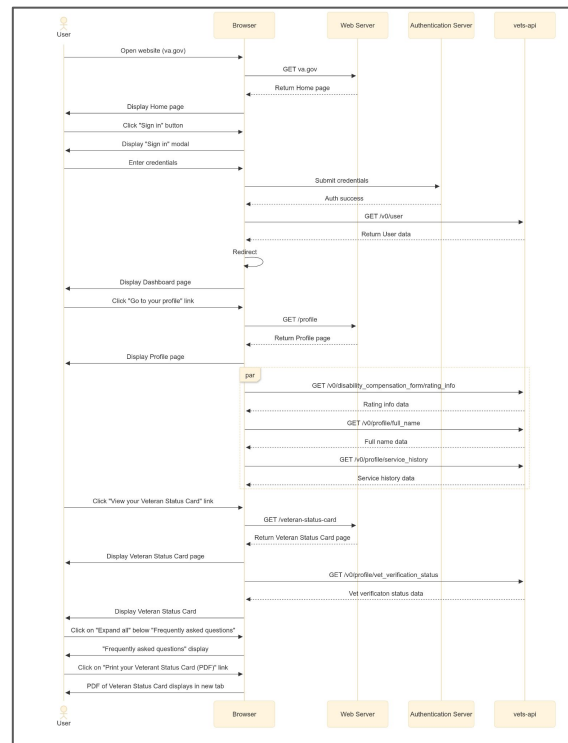 User
Browser
Web Server
Authentication Server
vets-api
Open website (va.gov)
GET va.gov
Return Home page
Display Home page
Click "Sign in" button
Display "Sign in" modal
Enter credentials
Submit credentials
Auth success
GET /v0/user
Return User data
Redirect
Display Dashboard page
Click "Go to your profile" link
GET /profile
Return Profile page
Display Profile page
par
GET /v0/disability_compensation_form/rating_info
Rating info data
GET /v0/profile/full_name
Full name data
GET /v0/profile/service_history
Service history data
Click "View your Veteran Status Card" link
GET /veteran-status-card
Return Veteran Status Card page
Display Veteran Status Card page
GET /v0/profile/vet_verification_status
Vet verificaton status data
Display Veteran Status Card
Click on "Expand all" below "Frequently asked questions"
"Frequently asked questions" display
Click on "Print your Veterant Status Card (PDF)" link
PDF of Veteran Status Card displays in new tab
User
Browser
Web Server
Authentication Server
vets-api